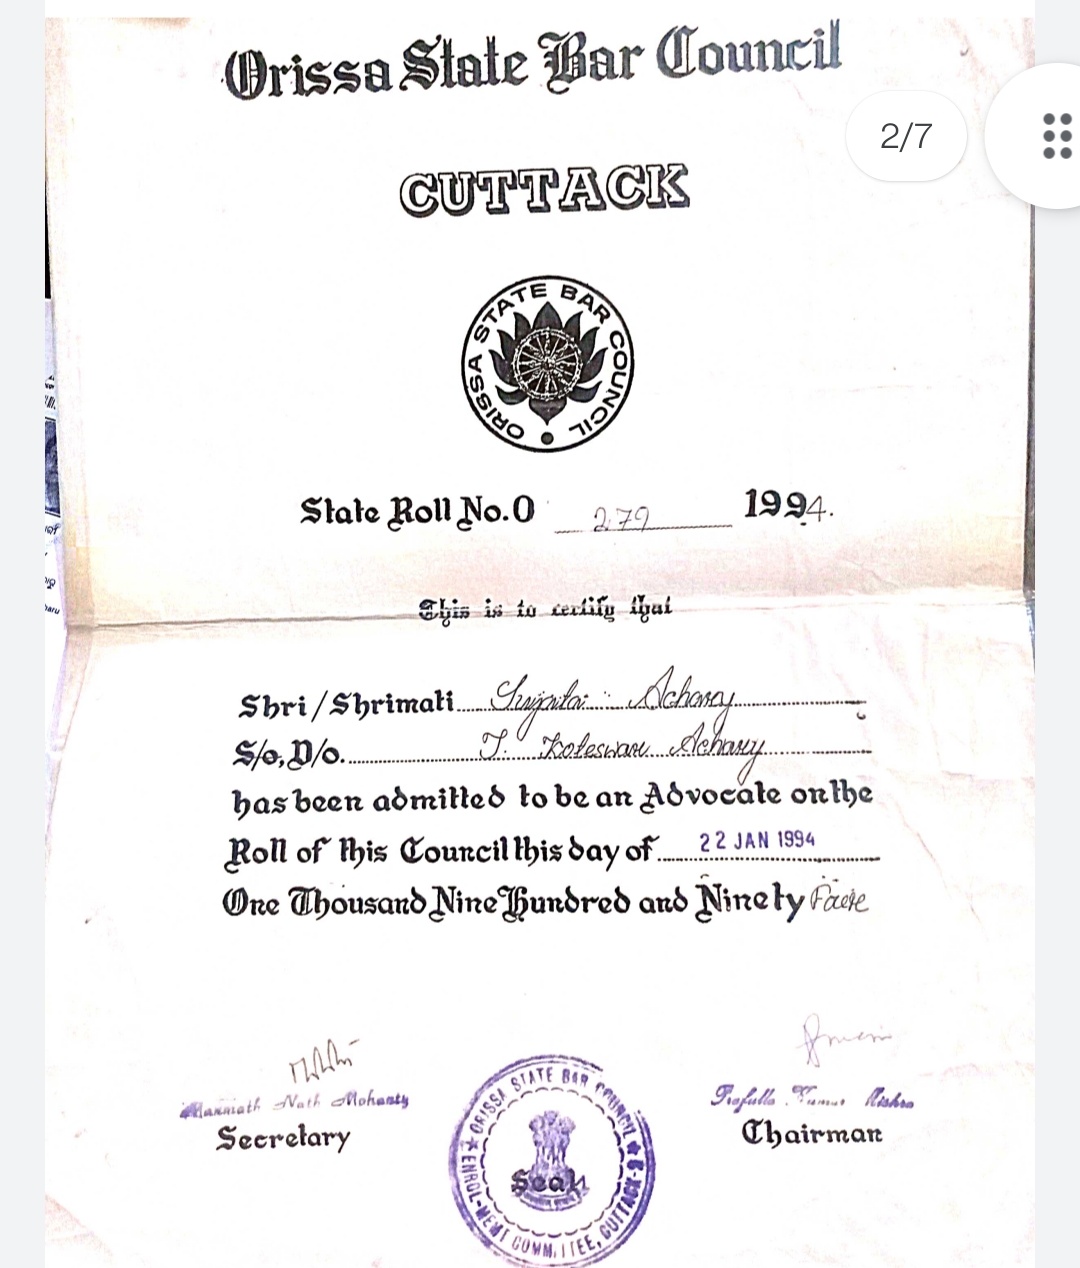 Orissa State Bar Council
2/7
CUTTACK
ORISSA STATE BAR COUNCIL
State Roll No. O 279 1994.
This is to certify that
Shri/Shrimati Sujata Achary
S/o, D/o. T. Koteswar Achary
has been admitted to be an Advocate on the
Roll of this Council this day of 22 JAN 1994
One Thousand Nine Hundred and Ninety
Manmath Nath Mohanty
Secretary
Prafulla Kumar Mishra
Chairman
ORISSA STATE BAR COUNCIL
ENROL-MENT COMMITTEE, CUTTACK
Seal